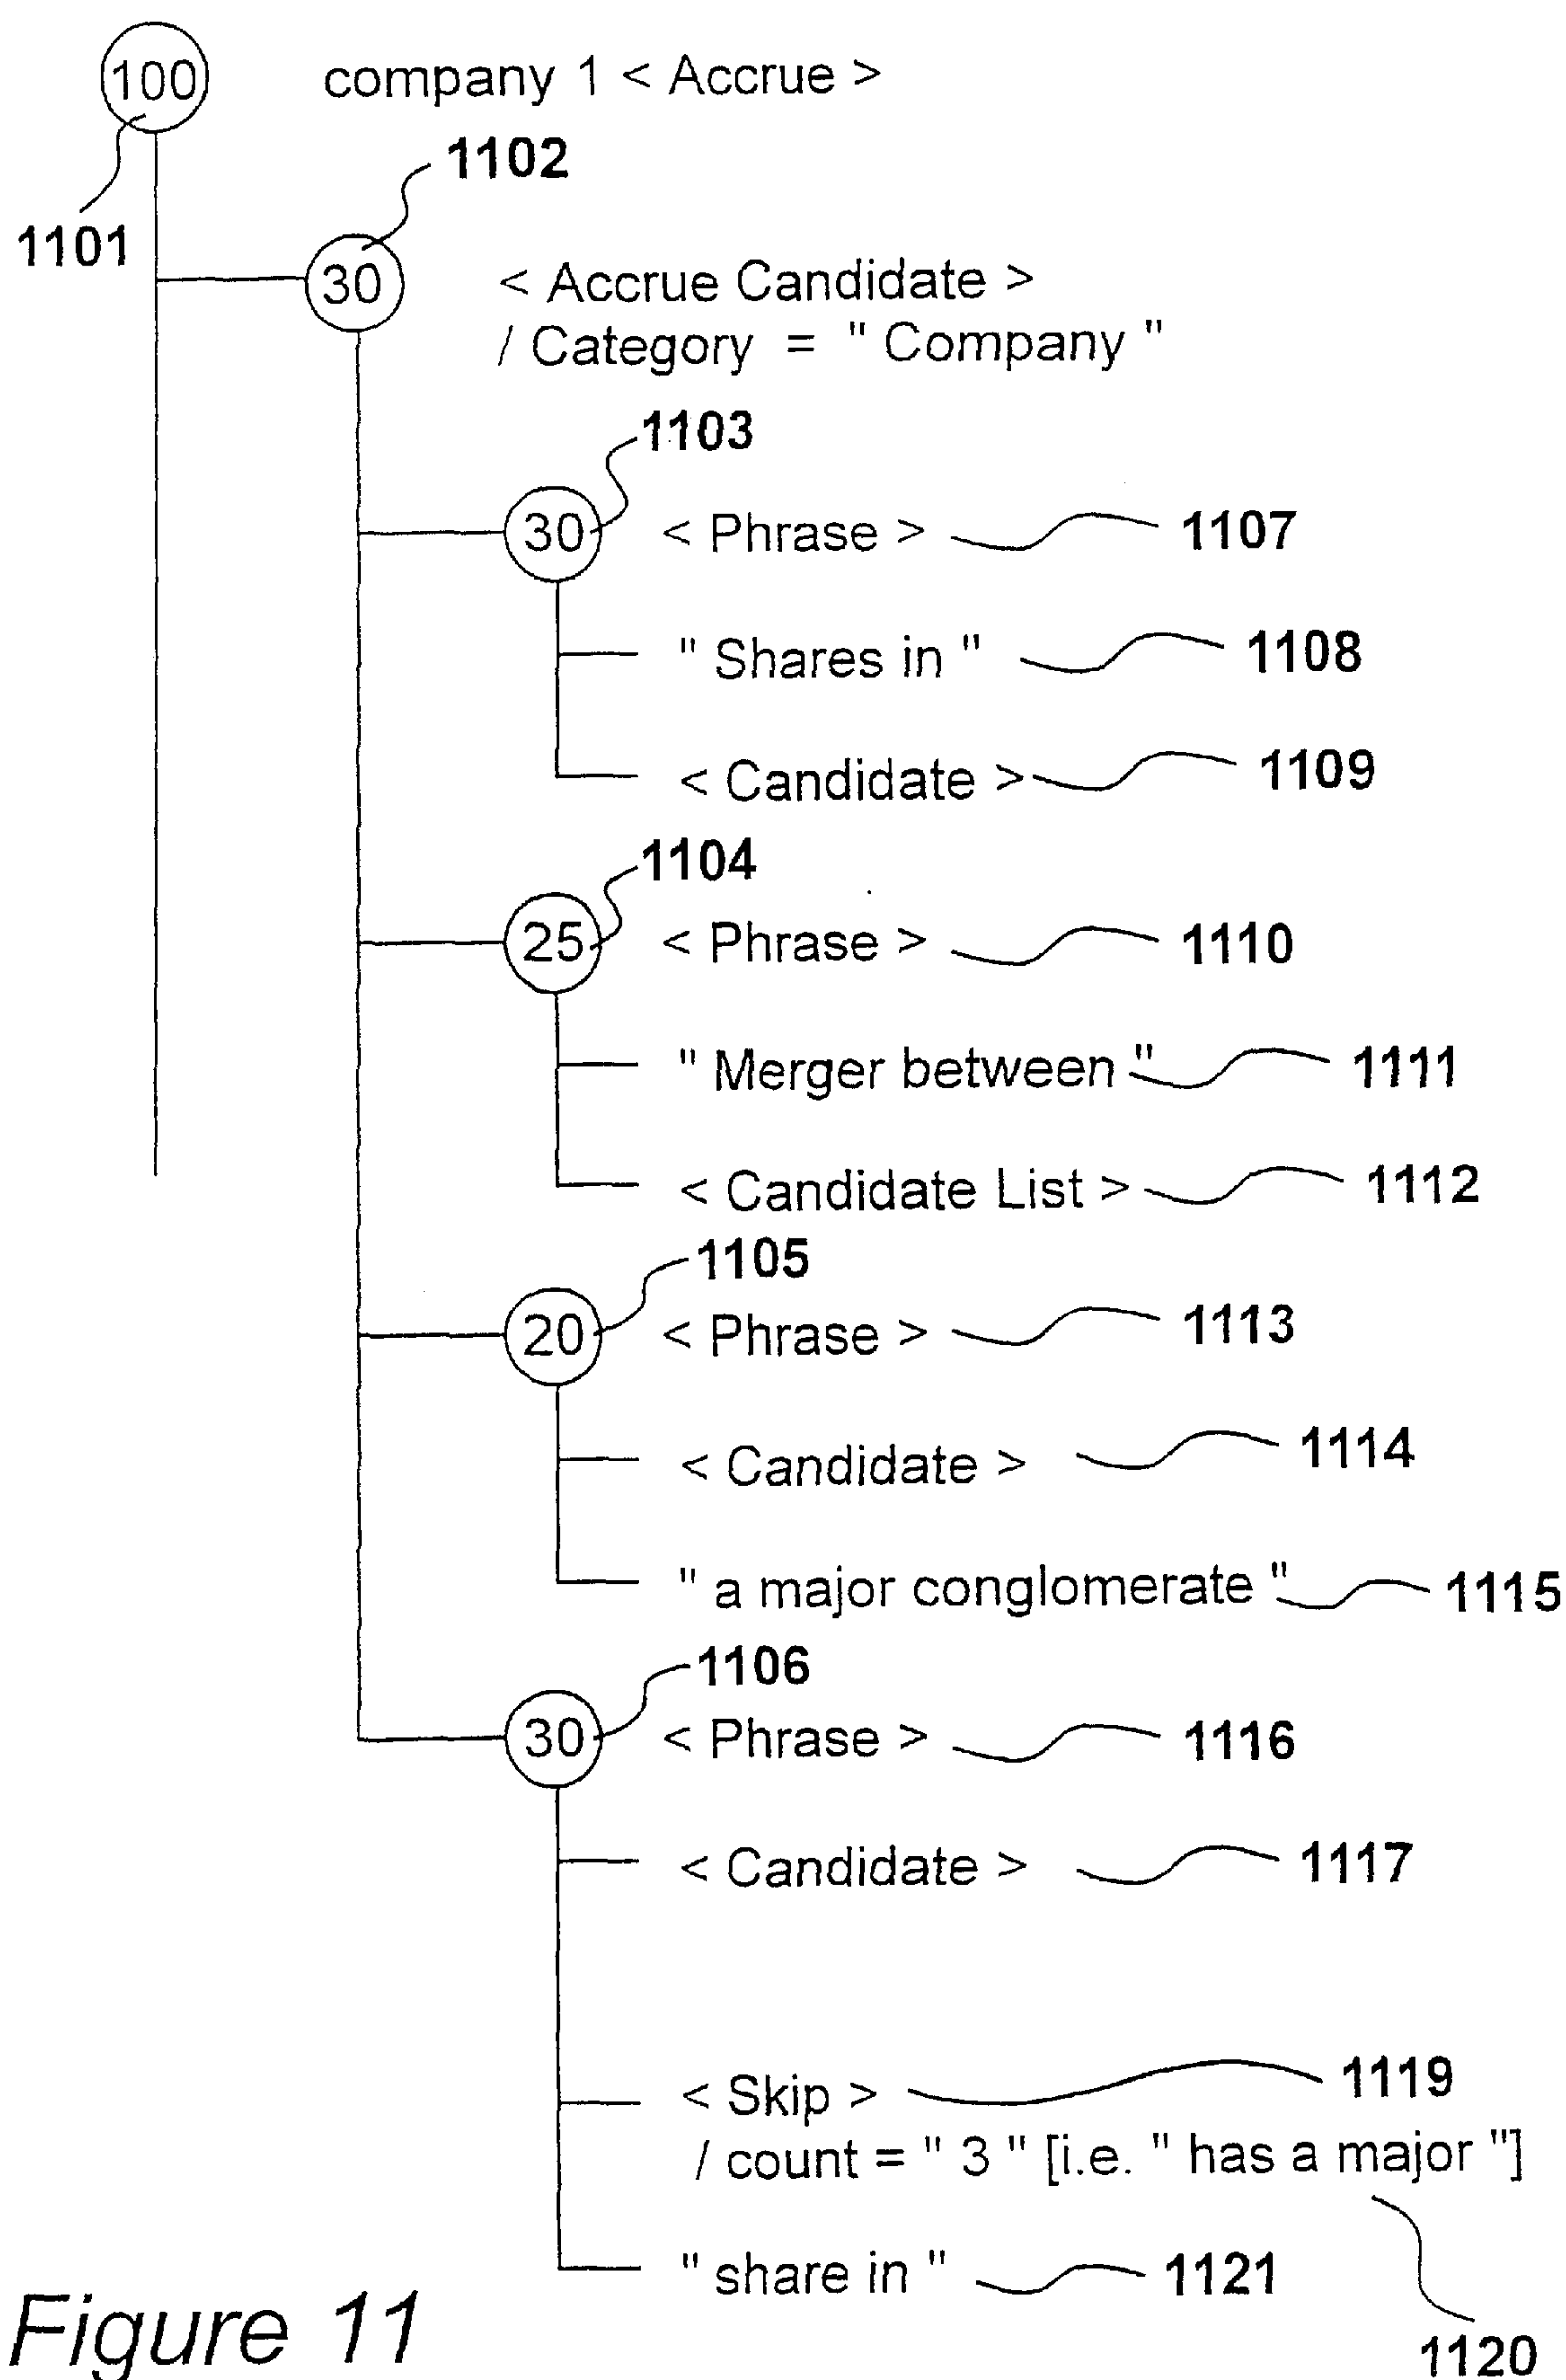 100 company 1 < Accrue >
1102
1101
30 < Accrue Candidate >
/ Category = " Company "
1103
30 < Phrase > 1107
" Shares in " 1108
< Candidate > 1109
1104
25 < Phrase > 1110
" Merger between " 1111
< Candidate List > 1112
1105
20 < Phrase > 1113
< Candidate > 1114
" a major conglomerate " 1115
1106
30 < Phrase > 1116
< Candidate > 1117
< Skip > 1119
/ count = " 3 " [i.e. " has a major "]
" share in " 1121
Figure 11
1120